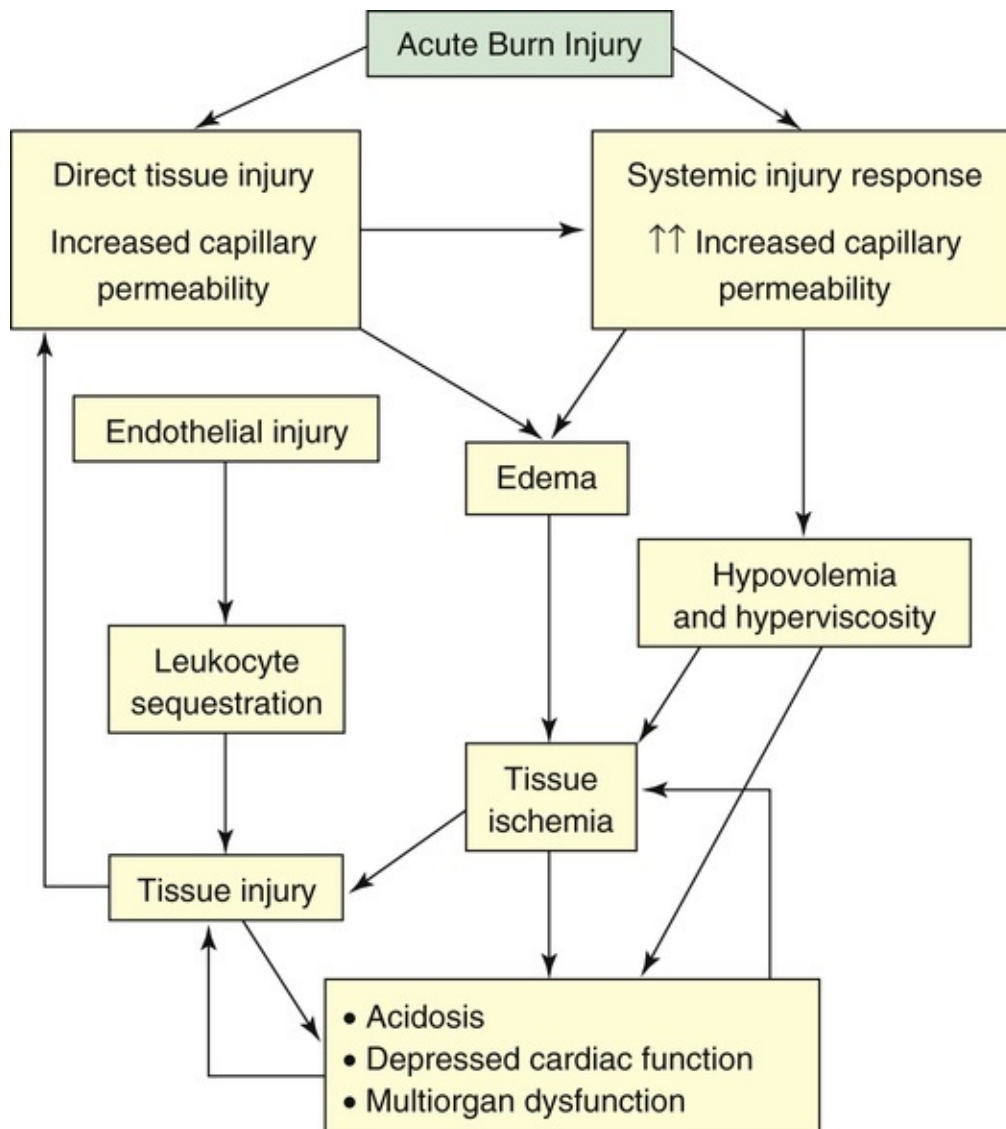 Acute Burn Injury
Direct tissue injury
Increased capillary
permeability
Systemic injury response
↑↑ Increased capillary
permeability
Endothelial injury
Edema
Hypovolemia
and hyperviscosity
Leukocyte
sequestration
Tissue
ischemia
Tissue injury
• Acidosis
• Depressed cardiac function
• Multiorgan dysfunction